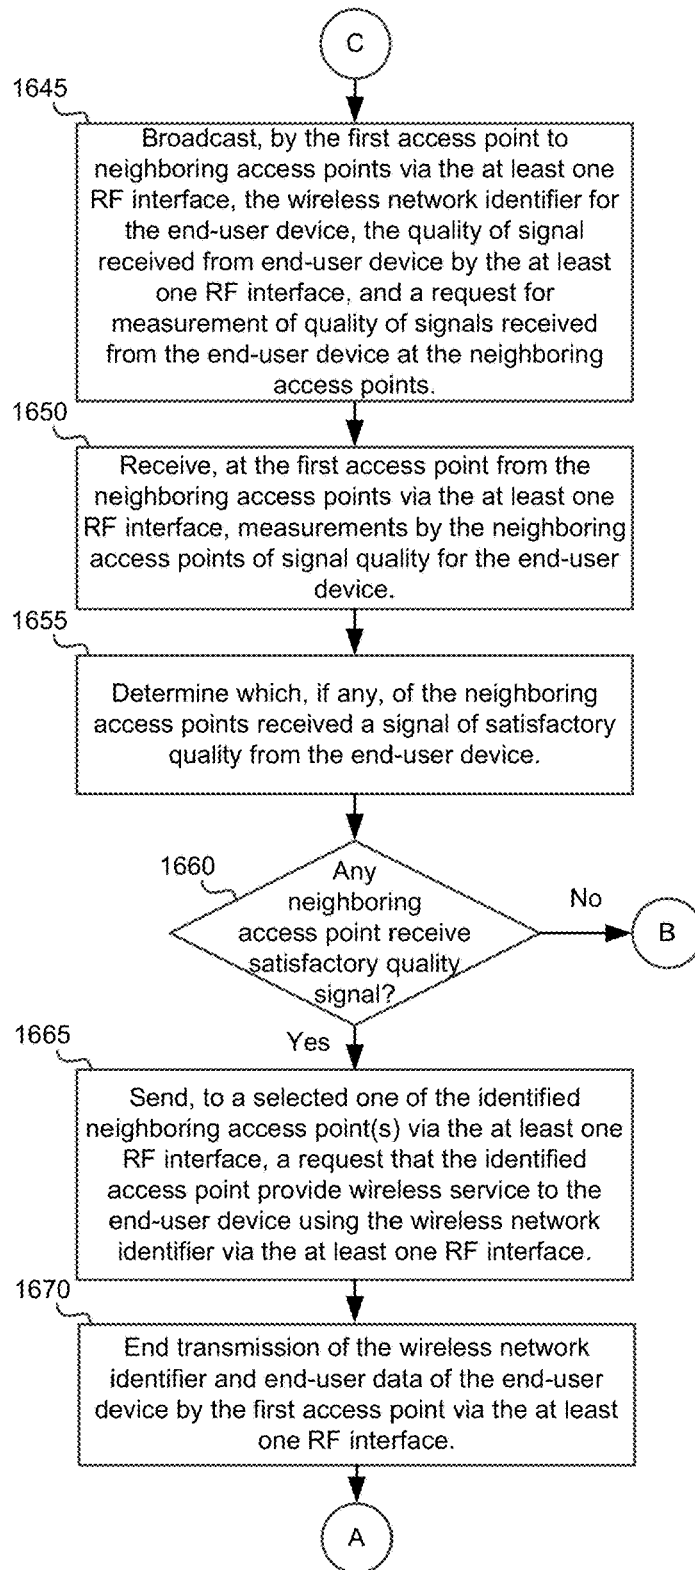 C
1645
Broadcast, by the first access point to
neighboring access points via the at least one
RF interface, the wireless network identifier for
the end-user device, the quality of signal
received from end-user device by the at least
one RF interface, and a request for
measurement of quality of signals received
from the end-user device at the neighboring
access points.
1650
Receive, at the first access point from the
neighboring access points via the at least one
RF interface, measurements by the neighboring
access points of signal quality for the end-user
device.
1655
Determine which, if any, of the neighboring
access points received a signal of satisfactory
quality from the end-user device.
1660
Any
neighboring
access point receive
satisfactory quality
signal?
No
B
Yes
1665
Send, to a selected one of the identified
neighboring access point(s) via the at least one
RF interface, a request that the identified
access point provide wireless service to the
end-user device using the wireless network
identifier via the at least one RF interface.
1670
End transmission of the wireless network
identifier and end-user data of the end-user
device by the first access point via the at least
one RF interface.
A